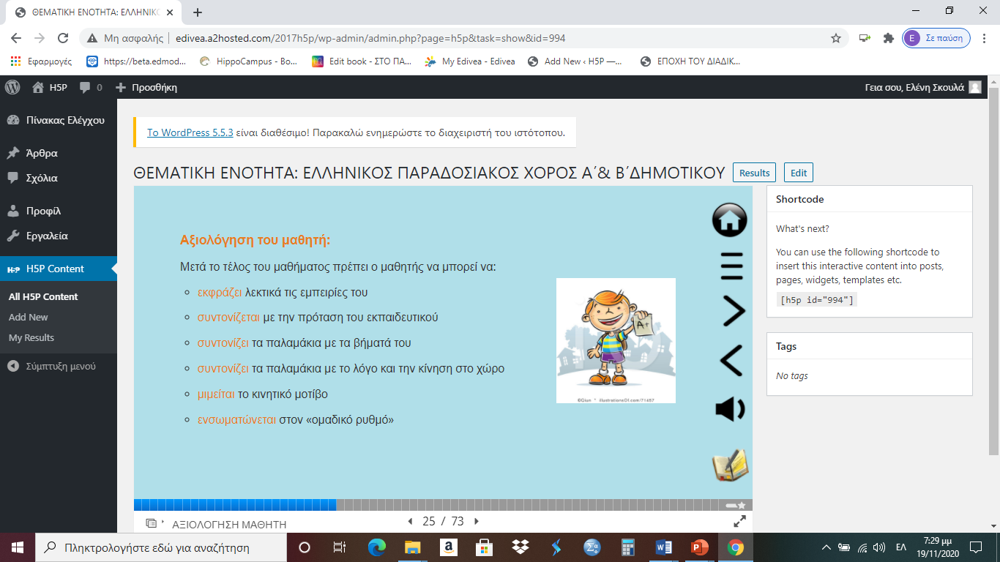 ΘΕΜΑΤΙΚΗ ΕΝΟΤΗΤΑ: ΕΛΛΗΝΙΚΟ
Μη ασφαλής
edivea.a2hosted.com/2017h5p/wp-admin/admin.php?page=h5p&task=show&id=994
E
Σε παύση
Εφαρμογές
https://beta.edmod...
HippoCampus - Bo...
Edit book - ΣΤΟ ΠΑ...
My Edivea - Edivea
Add New ‹ H5P —...
ΕΠΟΧΗ ΤΟΥ ΔΙΑΔΙΚ...
H5P
0
Προσθήκη
Γεια σου, Ελένη Σκουλά
Πίνακας Ελέγχου
Άρθρα
Σχόλια
Προφίλ
Εργαλεία
H5P Content
All H5P Content
Add New
My Results
Σύμπτυξη μενού
Το WordPress 5.5.3 είναι διαθέσιμο! Παρακαλώ ενημερώστε το διαχειριστή του ιστότοπου.
ΘΕΜΑΤΙΚΗ ΕΝΟΤΗΤΑ: ΕΛΛΗΝΙΚΟΣ ΠΑΡΑΔΟΣΙΑΚΟΣ ΧΟΡΟΣ Α΄& Β΄ΔΗΜΟΤΙΚΟΥ
Results
Edit
Αξιολόγηση του μαθητή:
Μετά το τέλος του μαθήματος πρέπει ο μαθητής να μπορεί να:
εκφράζει λεκτικά τις εμπειρίες του
συντονίζεται με την πρόταση του εκπαιδευτικού
συντονίζει τα παλαμάκια με τα βήματά του
συντονίζει τα παλαμάκια με το λόγο και την κίνηση στο χώρο
μιμείται το κινητικό μοτίβο
ενσωματώνεται στον «ομαδικό ρυθμό»
A+
©Giun * illustrationsOf.com/71457
ΑΞΙΟΛΟΓΗΣΗ ΜΑΘΗΤΗ
25 / 73
Shortcode
What's next?
You can use the following shortcode to
insert this interactive content into posts,
pages, widgets, templates etc.
[h5p id="994"]
Tags
No tags
Πληκτρολογήστε εδώ για αναζήτηση
ΕΛ
7:29 μμ
19/11/2020